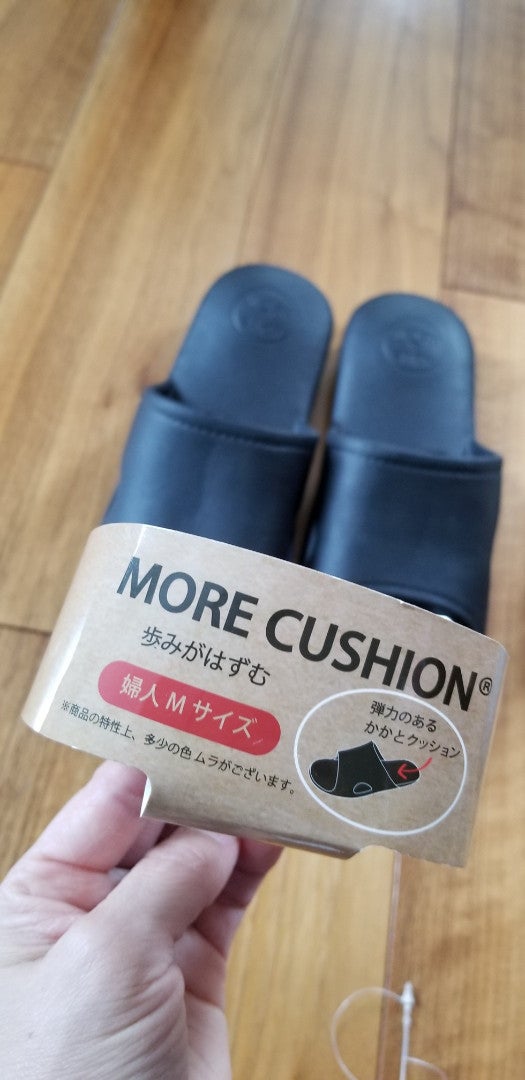 MORE CUSHION®
歩みがはずむ
婦人 M サイズ
※商品の特性上、多少の色ムラがございます。
弾力のある
かかとクッション